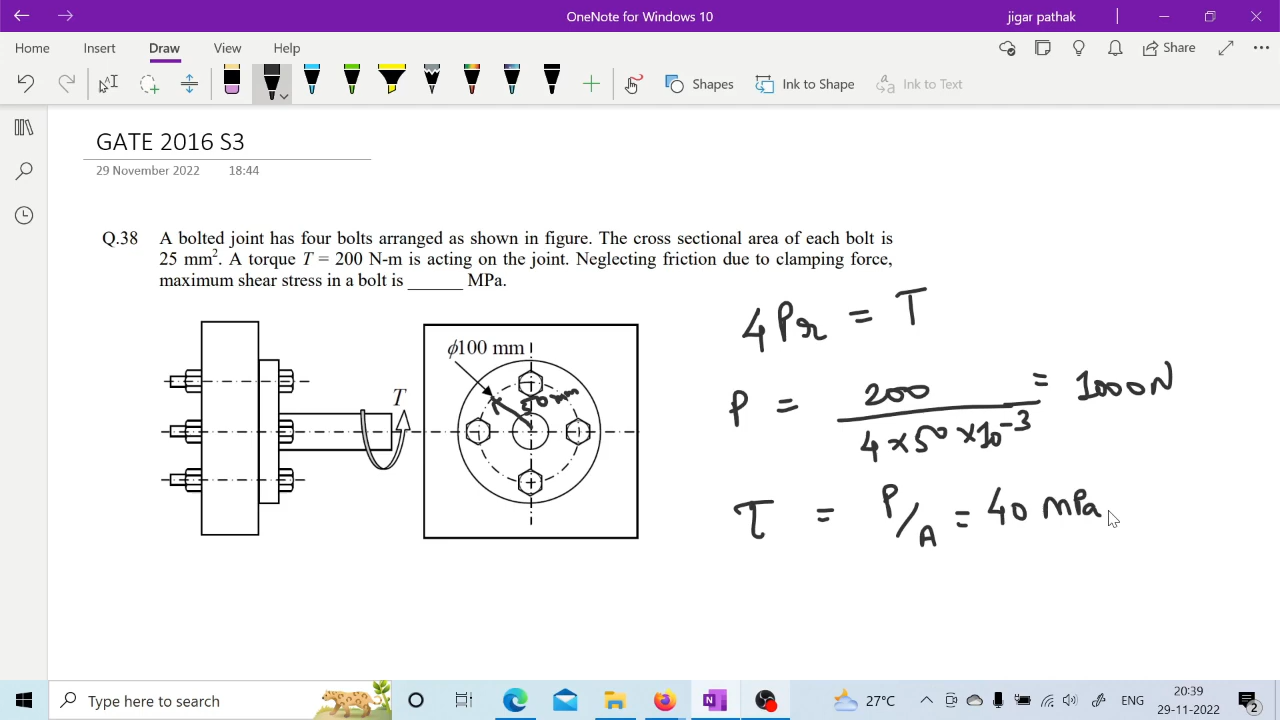 OneNote for Windows 10
jigar pathak
Home Insert Draw View Help
Share
Shapes Ink to Shape Ink to Text
GATE 2016 S3
29 November 2022 18:44
Q.38 A bolted joint has four bolts arranged as shown in figure. The cross sectional area of each bolt is
25 mm². A torque T = 200 N-m is acting on the joint. Neglecting friction due to clamping force,
maximum shear stress in a bolt is ______ MPa.
4Pr = T
ϕ100 mm
50 mm
T
P = 200 / 4 × 50 × 10⁻³ = 1000N
τ = P/A = 40 MPa
Type here to search
27°C
ENG
20:39
29-11-2022
2